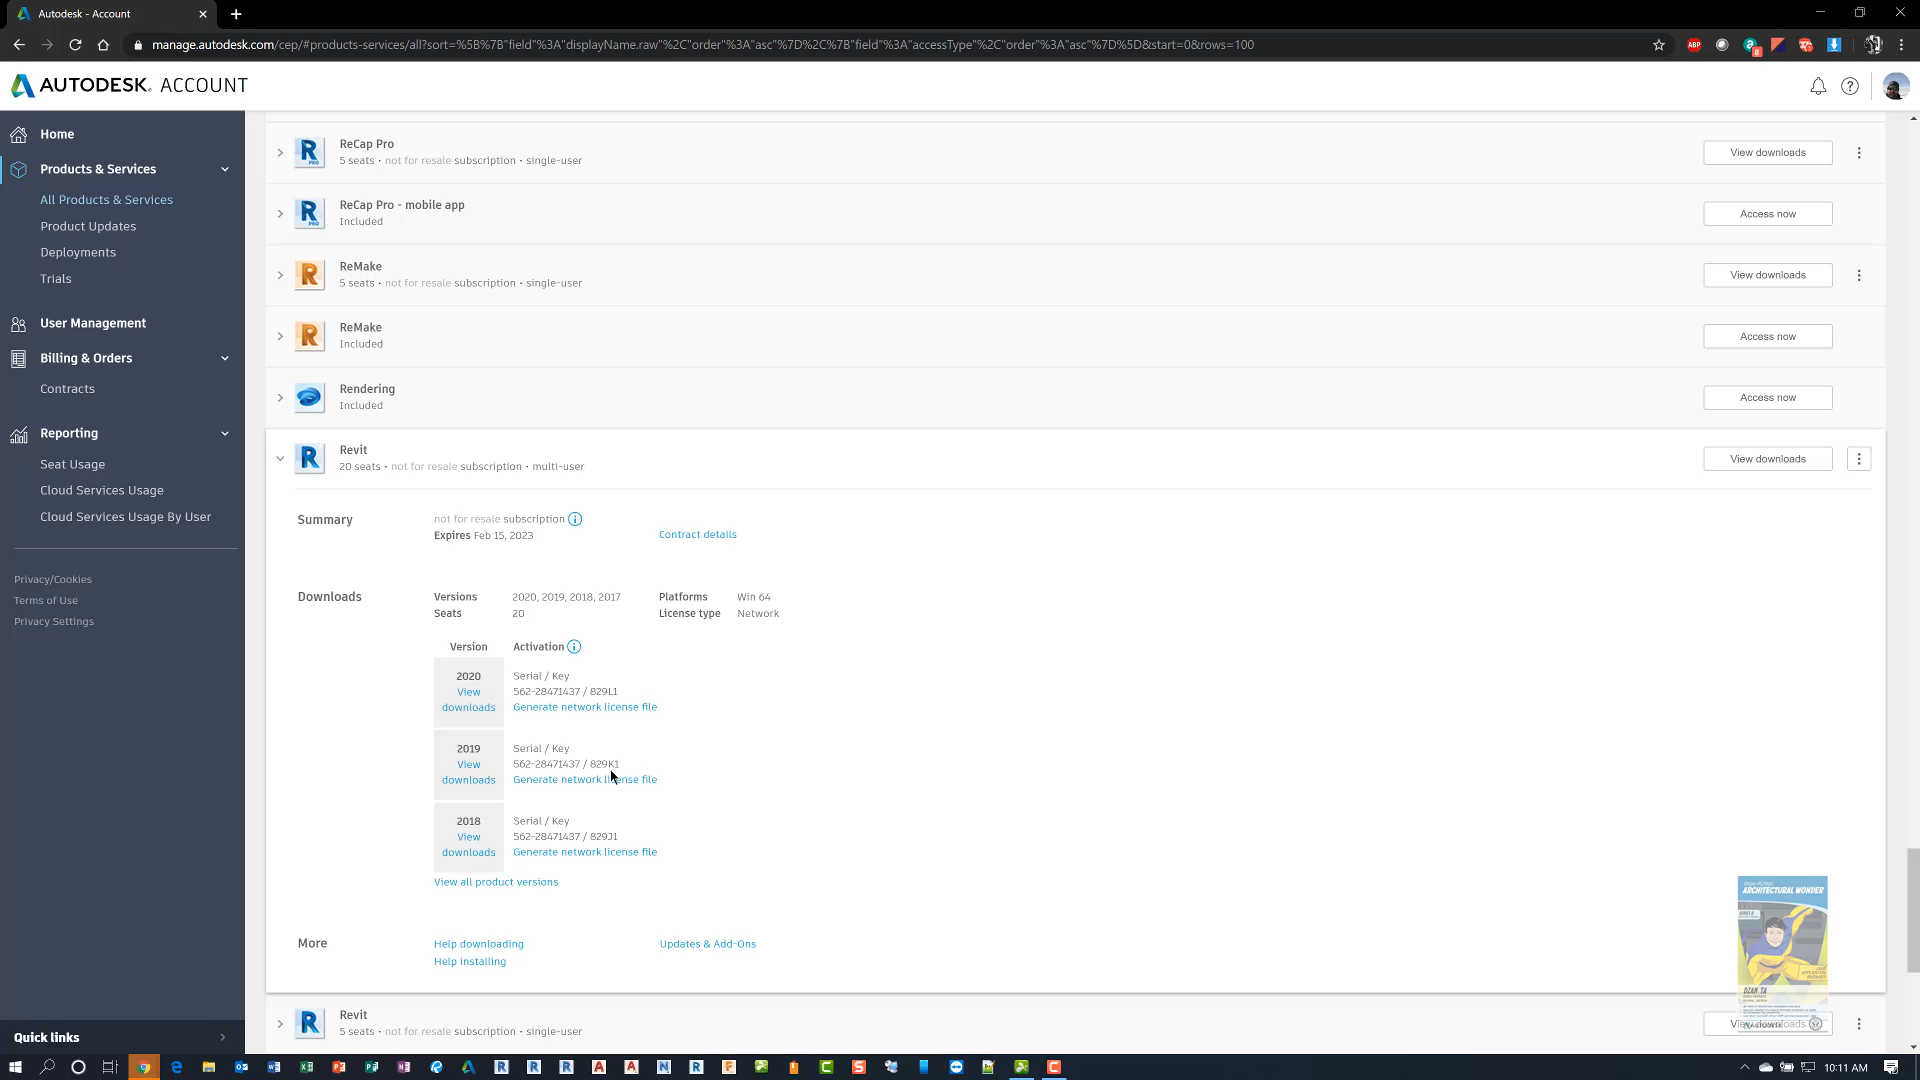 Autodesk - Account
manage.autodesk.com/cep/#products-services/all?sort=%5B%7B"field"%3A"displayName.raw"%2C"order"%3A"asc"%7D%2C%7B"field"%3A"accessType"%2C"order"%3A"asc"%7D%5D&start=0&rows=100
ABP
AUTODESK. ACCOUNT
Home
Products & Services
All Products & Services
Product Updates
Deployments
Trials
User Management
Billing & Orders
Contracts
Reporting
Seat Usage
Cloud Services Usage
Cloud Services Usage By User
Privacy/Cookies
Terms of Use
Privacy Settings
Quick links
ReCap Pro
5 seats • not for resale subscription • single-user
View downloads
ReCap Pro - mobile app
Included
Access now
ReMake
5 seats • not for resale subscription • single-user
View downloads
ReMake
Included
Access now
Rendering
Included
Access now
Revit
20 seats • not for resale subscription • multi-user
View downloads
Summary
not for resale subscription
Expires Feb 15, 2023
Contract details
Downloads
Versions 2020, 2019, 2018, 2017
Platforms Win 64
Seats 20
License type Network
Version Activation
2020
View downloads
Serial / Key
562-28471437 / 829L1
Generate network license file
2019
View downloads
Serial / Key
562-28471437 / 829K1
Generate network license file
2018
View downloads
Serial / Key
562-28471437 / 829J1
Generate network license file
View all product versions
More
Help downloading
Updates & Add-Ons
Help installing
Revit
5 seats • not for resale subscription • single-user
View downloads
ARCHITECTURAL WONDER
DZAN TA
10:11 AM